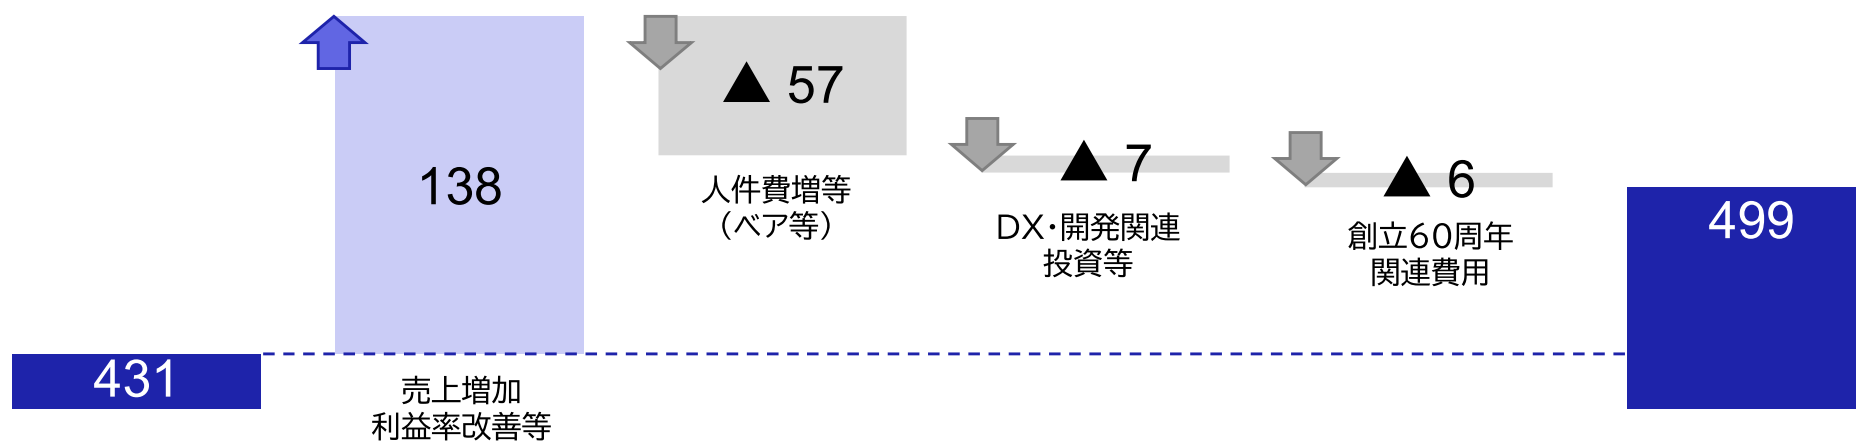 431
138
売上増加
利益率改善等
▲ 57
人件費増等
（ベア等）
▲ 7
DX・開発関連
投資等
▲ 6
創立60周年
関連費用
499